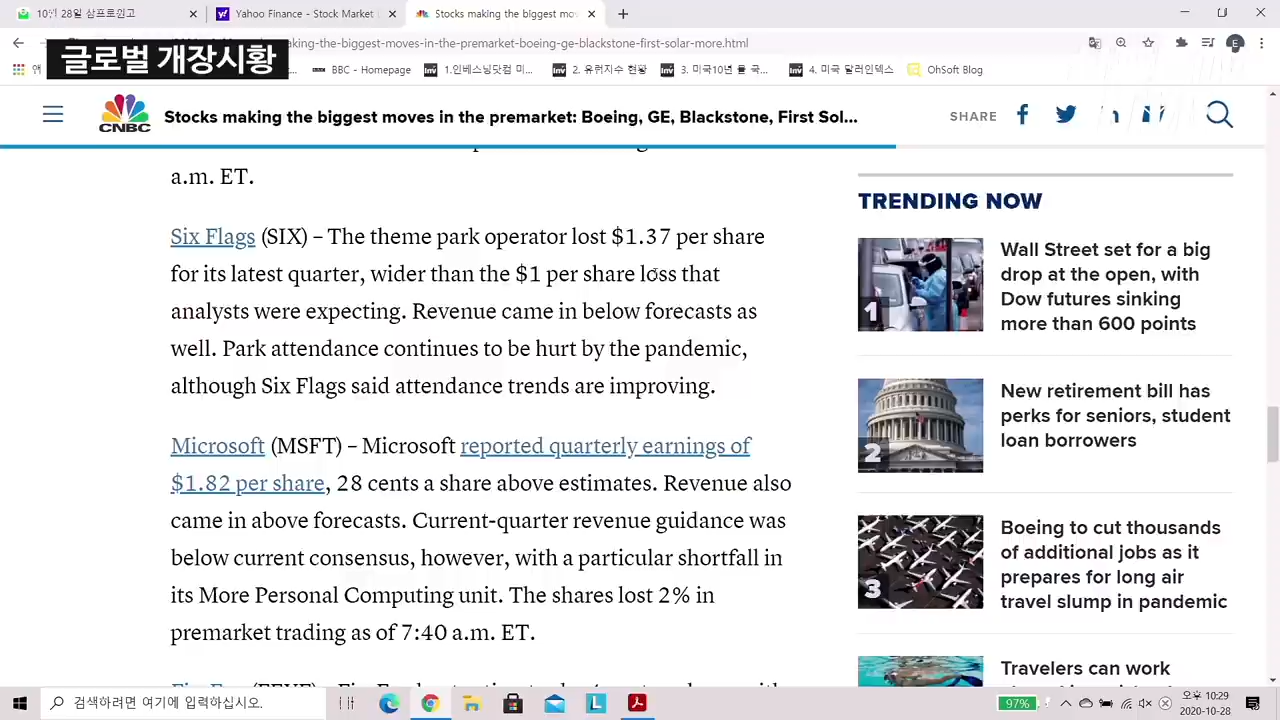 10월 28일 삼프로인고
Yahoo Finance - Stock Market
Stocks making the biggest mov
글로벌 개장시황
aking-the-biggest-moves-in-the-premarket-boeing-ge-blackstone-first-solar-more.html
BBC - Homepage
1.인베스닝닷컴 미...
3. 미국10년 물 국...
4. 미국 달러인덱스
OhSoft Blog
CNBC
Stocks making the biggest moves in the premarket: Boeing, GE, Blackstone, First Sol...
SHARE
a.m. ET.
Six Flags (SIX) – The theme park operator lost $1.37 per share
for its latest quarter, wider than the $1 per share loss that
analysts were expecting. Revenue came in below forecasts as
well. Park attendance continues to be hurt by the pandemic,
although Six Flags said attendance trends are improving.
Microsoft (MSFT) – Microsoft reported quarterly earnings of
$1.82 per share, 28 cents a share above estimates. Revenue also
came in above forecasts. Current-quarter revenue guidance was
below current consensus, however, with a particular shortfall in
its More Personal Computing unit. The shares lost 2% in
premarket trading as of 7:40 a.m. ET.
TRENDING NOW
1
Wall Street set for a big
drop at the open, with
Dow futures sinking
more than 600 points
2
New retirement bill has
perks for seniors, student
loan borrowers
3
Boeing to cut thousands
of additional jobs as it
prepares for long air
travel slump in pandemic
Travelers can work
검색하려면 여기에 입력하십시오.
97%
오후 10:29
2020-10-28